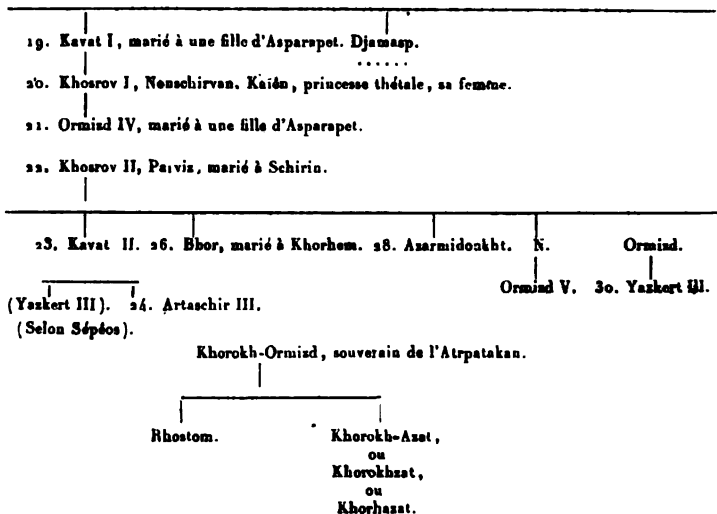 19. Kavat I, marié à une fille d'Asparapet. Djamasp.
20. Khosrov I, Nouschirvan. Kaïén, princesse thétale, sa femme.
21. Ormizd IV, marié à une fille d'Asparapet.
22. Khosrov II, Parviz, marié à Schirin.
23. Kavat II. 26. Bbor, marié à Khorhem. 28. Azarmidoukht. N. Ormizd.
Ormizd V. 30. Yazkert III.
(Yazkert III). 24. Artaschir III.
(Selon Sépéos).
Khorokh-Ormizd, souverain de l'Atrpatakan.
Rhostom. Khorokh-Azat,
ou
Khorokhzat,
ou
Khorhazat.